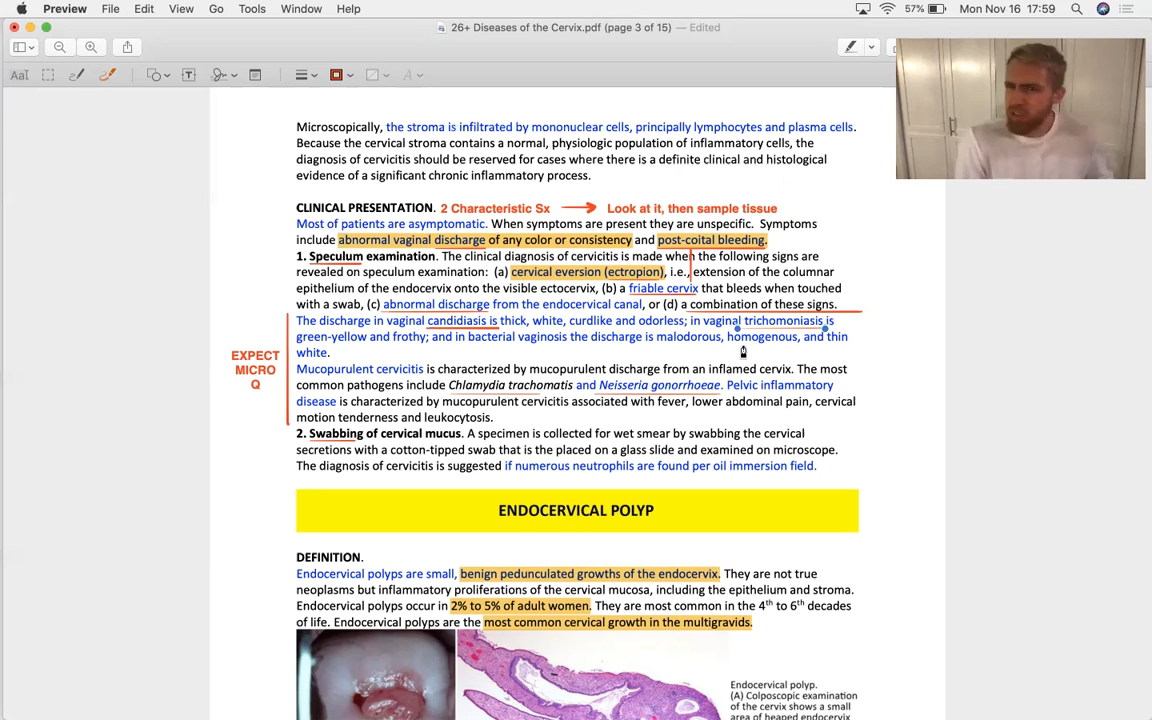 Preview File Edit View Go Tools Window Help 57% Mon Nov 16 17:59
26+ Diseases of the Cervix.pdf (page 3 of 15) — Edited
Microscopically, the stroma is infiltrated by mononuclear cells, principally lymphocytes and plasma cells.
Because the cervical stroma contains a normal, physiologic population of inflammatory cells, the
diagnosis of cervicitis should be reserved for cases where there is a definite clinical and histological
evidence of a significant chronic inflammatory process.
CLINICAL PRESENTATION. 2 Characteristic Sx → Look at it, then sample tissue
Most of patients are asymptomatic. When symptoms are present they are unspecific. Symptoms
include abnormal vaginal discharge of any color or consistency and post-coital bleeding.
1. Speculum examination. The clinical diagnosis of cervicitis is made when the following signs are
revealed on speculum examination: (a) cervical eversion (ectropion), i.e., extension of the columnar
epithelium of the endocervix onto the visible ectocervix, (b) a friable cervix that bleeds when touched
with a swab, (c) abnormal discharge from the endocervical canal, or (d) a combination of these signs.
The discharge in vaginal candidiasis is thick, white, curdlike and odorless; in vaginal trichomoniasis is
green-yellow and frothy; and in bacterial vaginosis the discharge is malodorous, homogenous, and thin
white.
EXPECT
MICRO
Q
Mucopurulent cervicitis is characterized by mucopurulent discharge from an inflamed cervix. The most
common pathogens include Chlamydia trachomatis and Neisseria gonorrhoeae. Pelvic inflammatory
disease is characterized by mucopurulent cervicitis associated with fever, lower abdominal pain, cervical
motion tenderness and leukocytosis.
2. Swabbing of cervical mucus. A specimen is collected for wet smear by swabbing the cervical
secretions with a cotton-tipped swab that is the placed on a glass slide and examined on microscope.
The diagnosis of cervicitis is suggested if numerous neutrophils are found per oil immersion field.
ENDOCERVICAL POLYP
DEFINITION.
Endocervical polyps are small, benign pedunculated growths of the endocervix. They are not true
neoplasms but inflammatory proliferations of the cervical mucosa, including the epithelium and stroma.
Endocervical polyps occur in 2% to 5% of adult women. They are most common in the 4th to 6th decades
of life. Endocervical polyps are the most common cervical growth in the multigravids.
Endocervical polyp.
(A) Colposcopic examination
of the cervix shows a small
area of heaped endocervix